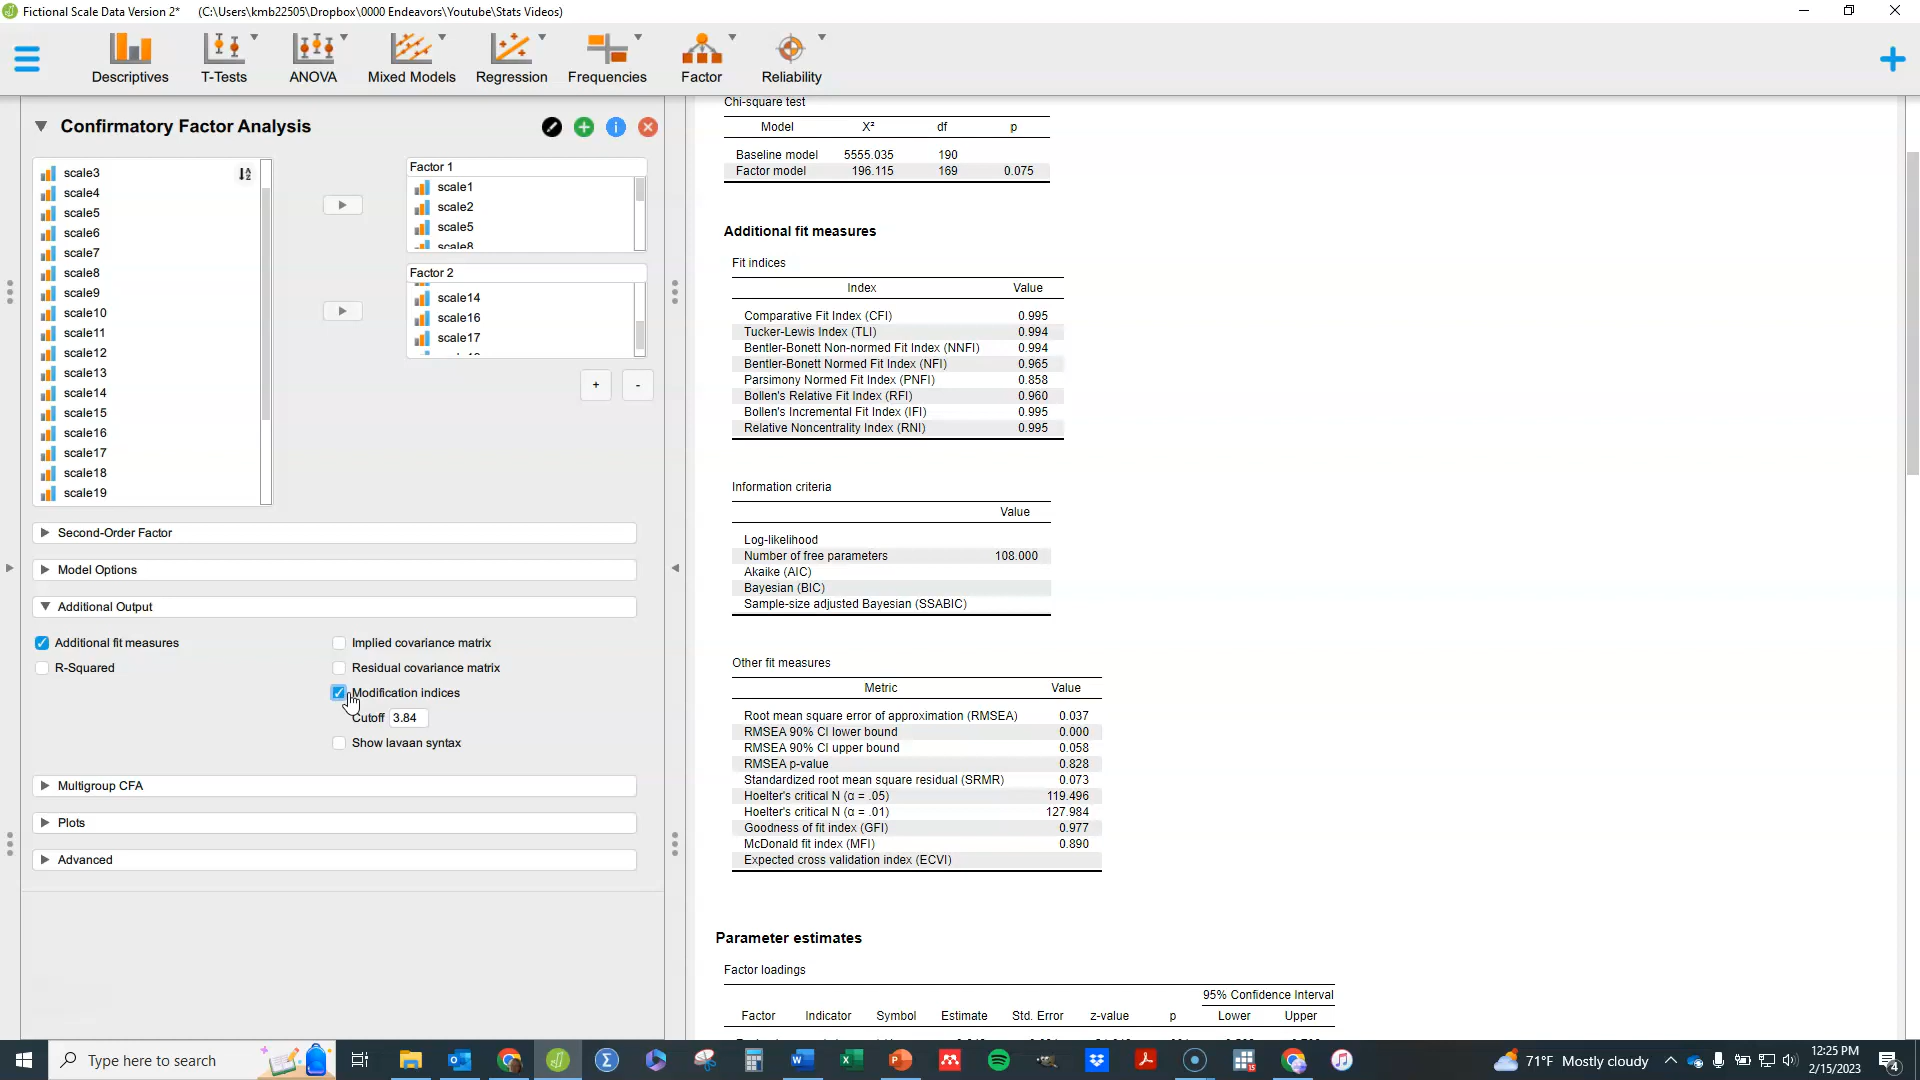 Fictional Scale Data Version 2* (C:\Users\kmb22505\Dropbox\0000 Endeavors\Youtube\Stats Videos)
Descriptives T-Tests ANOVA Mixed Models Regression Frequencies Factor Reliability
Confirmatory Factor Analysis
scale3
scale4
scale5
scale6
scale7
scale8
scale9
scale10
scale11
scale12
scale13
scale14
scale15
scale16
scale17
scale18
scale19
Factor 1
scale1
scale2
scale5
scale8
Factor 2
scale14
scale16
scale17
+ -
Second-Order Factor
Model Options
Additional Output
Additional fit measures
R-Squared
Implied covariance matrix
Residual covariance matrix
Modification indices
Cutoff 3.84
Show lavaan syntax
Multigroup CFA
Plots
Advanced
Chi-square test
Model X² df p
Baseline model 5555.035 190
Factor model 196.115 169 0.075
Additional fit measures
Fit indices
Index Value
Comparative Fit Index (CFI) 0.995
Tucker-Lewis Index (TLI) 0.994
Bentler-Bonett Non-normed Fit Index (NNFI) 0.994
Bentler-Bonett Normed Fit Index (NFI) 0.965
Parsimony Normed Fit Index (PNFI) 0.858
Bollen's Relative Fit Index (RFI) 0.960
Bollen's Incremental Fit Index (IFI) 0.995
Relative Noncentrality Index (RNI) 0.995
Information criteria
Value
Log-likelihood
Number of free parameters 108.000
Akaike (AIC)
Bayesian (BIC)
Sample-size adjusted Bayesian (SSABIC)
Other fit measures
Metric Value
Root mean square error of approximation (RMSEA) 0.037
RMSEA 90% CI lower bound 0.000
RMSEA 90% CI upper bound 0.058
RMSEA p-value 0.828
Standardized root mean square residual (SRMR) 0.073
Hoelter's critical N (α = .05) 119.496
Hoelter's critical N (α = .01) 127.984
Goodness of fit index (GFI) 0.977
McDonald fit index (MFI) 0.890
Expected cross validation index (ECVI)
Parameter estimates
Factor loadings
95% Confidence Interval
Factor Indicator Symbol Estimate Std. Error z-value p Lower Upper
Type here to search
71°F Mostly cloudy
12:25 PM
2/15/2023
4